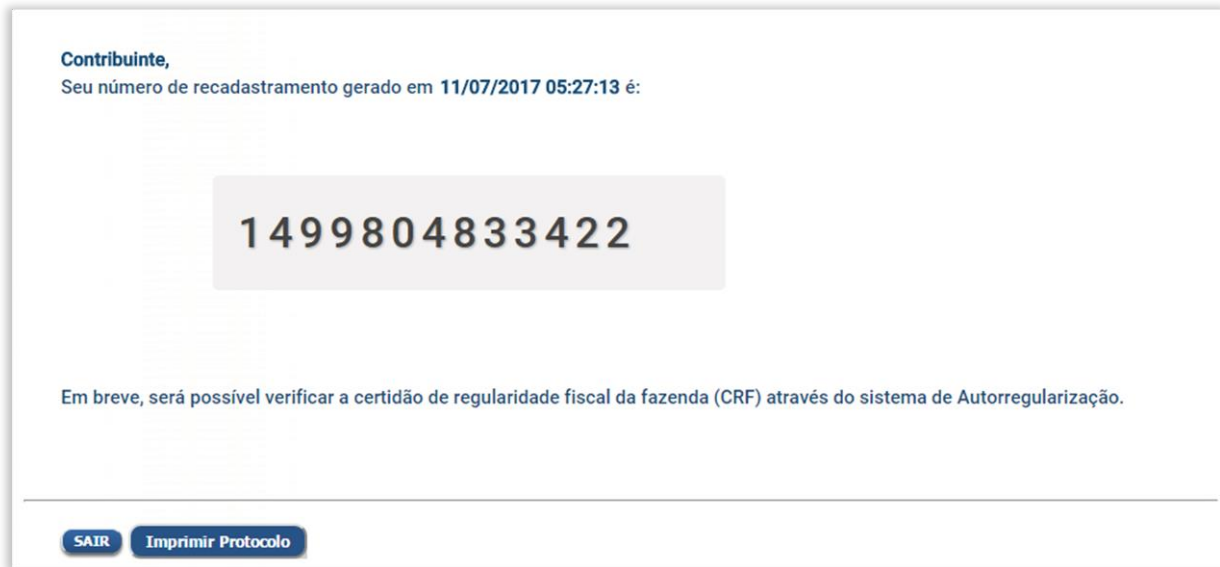 Contribuinte,
Seu número de recadastramento gerado em 11/07/2017 05:27:13 é:
1499804833422
Em breve, será possível verificar a certidão de regularidade fiscal da fazenda (CRF) através do sistema de Autorregularização.
SAIR Imprimir Protocolo